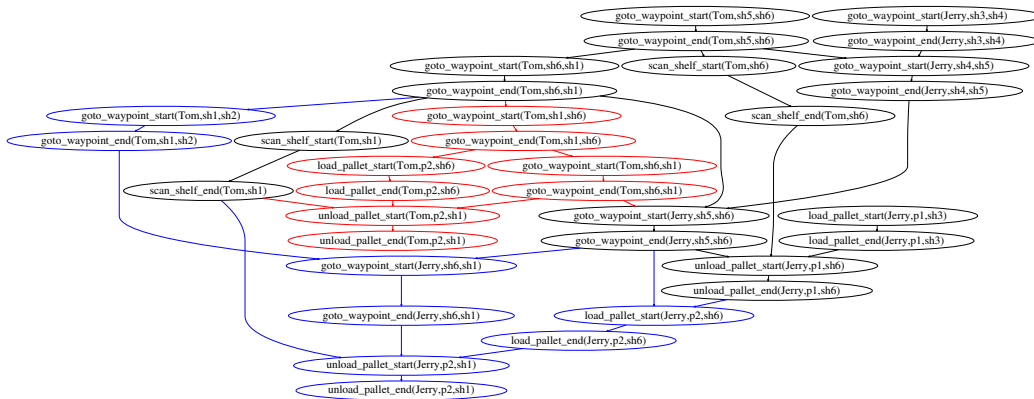 goto_waypoint_start(Tom,sh5,sh6)
goto_waypoint_start(Jerry,sh3,sh4)
goto_waypoint_end(Tom,sh5,sh6)
goto_waypoint_end(Jerry,sh3,sh4)
goto_waypoint_start(Tom,sh6,sh1)
scan_shelf_start(Tom,sh6)
goto_waypoint_start(Jerry,sh4,sh5)
goto_waypoint_end(Tom,sh6,sh1)
goto_waypoint_end(Jerry,sh4,sh5)
goto_waypoint_start(Tom,sh1,sh2)
goto_waypoint_start(Tom,sh1,sh6)
scan_shelf_end(Tom,sh6)
goto_waypoint_end(Tom,sh1,sh2)
scan_shelf_start(Tom,sh1)
goto_waypoint_end(Tom,sh1,sh6)
load_pallet_start(Tom,p2,sh6)
goto_waypoint_start(Tom,sh6,sh1)
scan_shelf_end(Tom,sh1)
load_pallet_end(Tom,p2,sh6)
goto_waypoint_end(Tom,sh6,sh1)
unload_pallet_start(Tom,p2,sh1)
goto_waypoint_start(Jerry,sh5,sh6)
load_pallet_start(Jerry,p1,sh3)
unload_pallet_end(Tom,p2,sh1)
goto_waypoint_end(Jerry,sh5,sh6)
load_pallet_end(Jerry,p1,sh3)
goto_waypoint_start(Jerry,sh6,sh1)
unload_pallet_start(Jerry,p1,sh6)
unload_pallet_end(Jerry,p1,sh6)
goto_waypoint_end(Jerry,sh6,sh1)
load_pallet_start(Jerry,p2,sh6)
load_pallet_end(Jerry,p2,sh6)
unload_pallet_start(Jerry,p2,sh1)
unload_pallet_end(Jerry,p2,sh1)